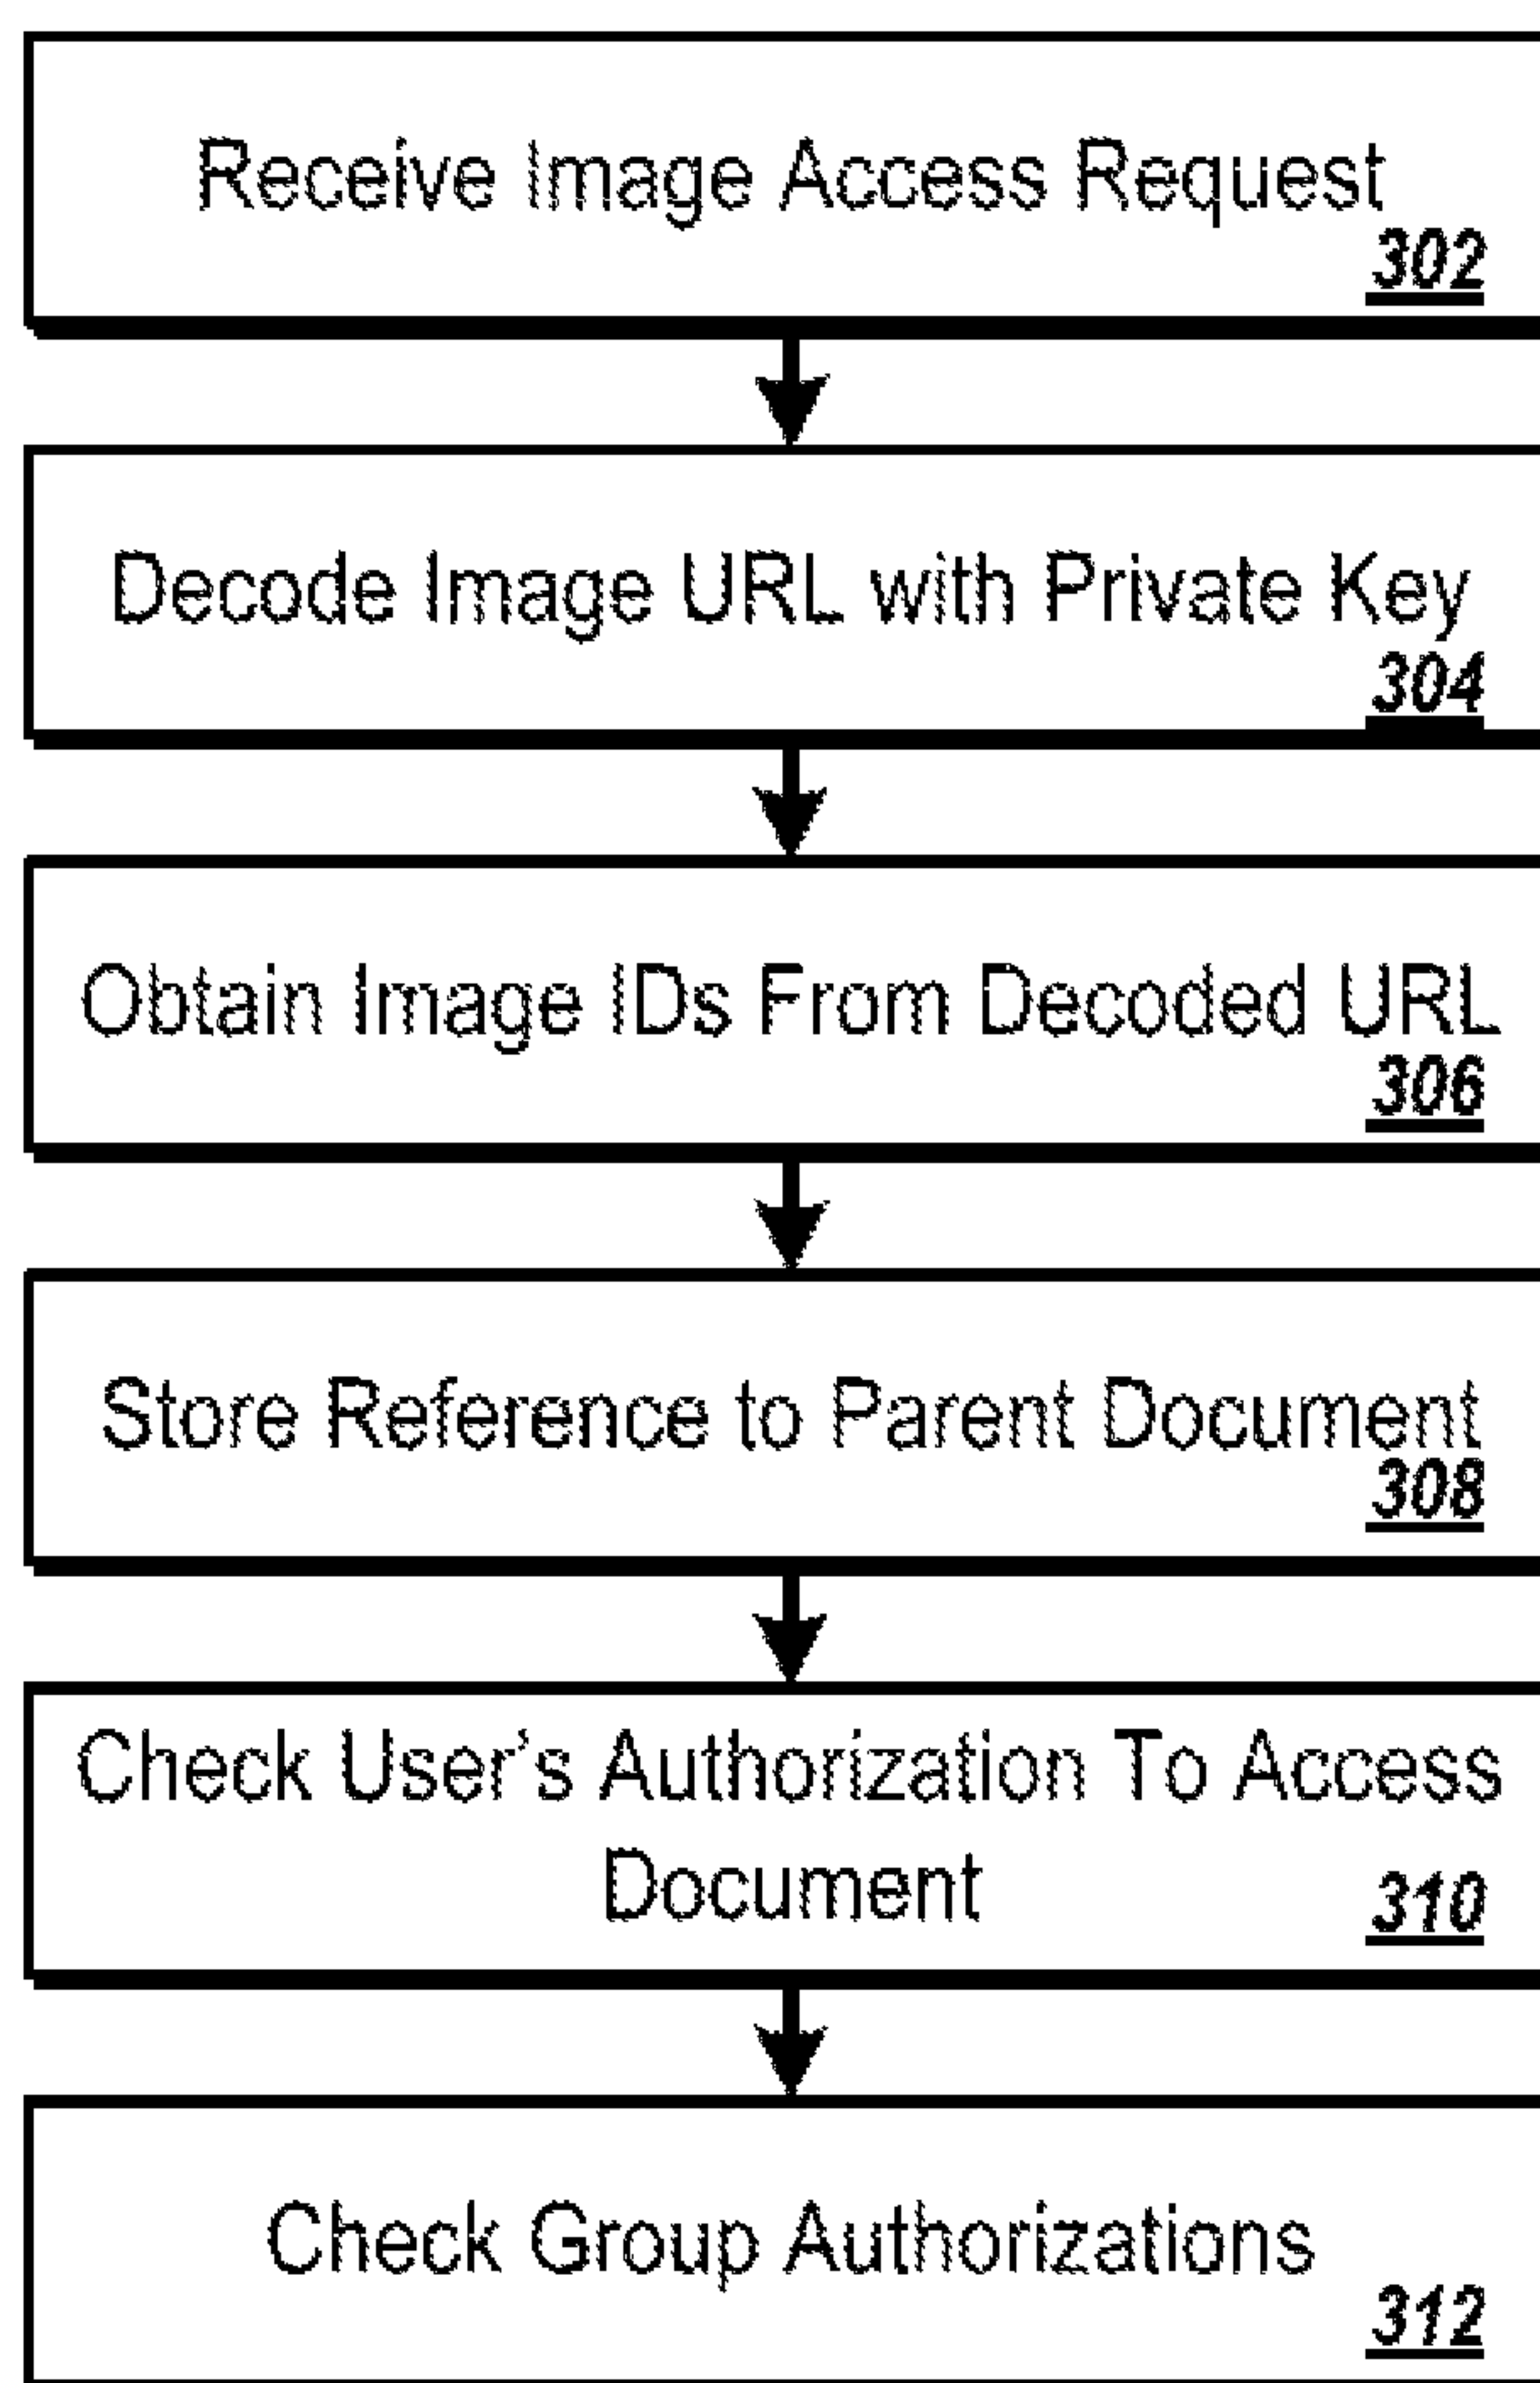 Receive Image Access Request
302
Decode Image URL with Private Key
304
Obtain Image IDs From Decoded URL
306
Store Reference to Parent Document
308
Check User's Authorization To Access
Document
310
Check Group Authorizations
312